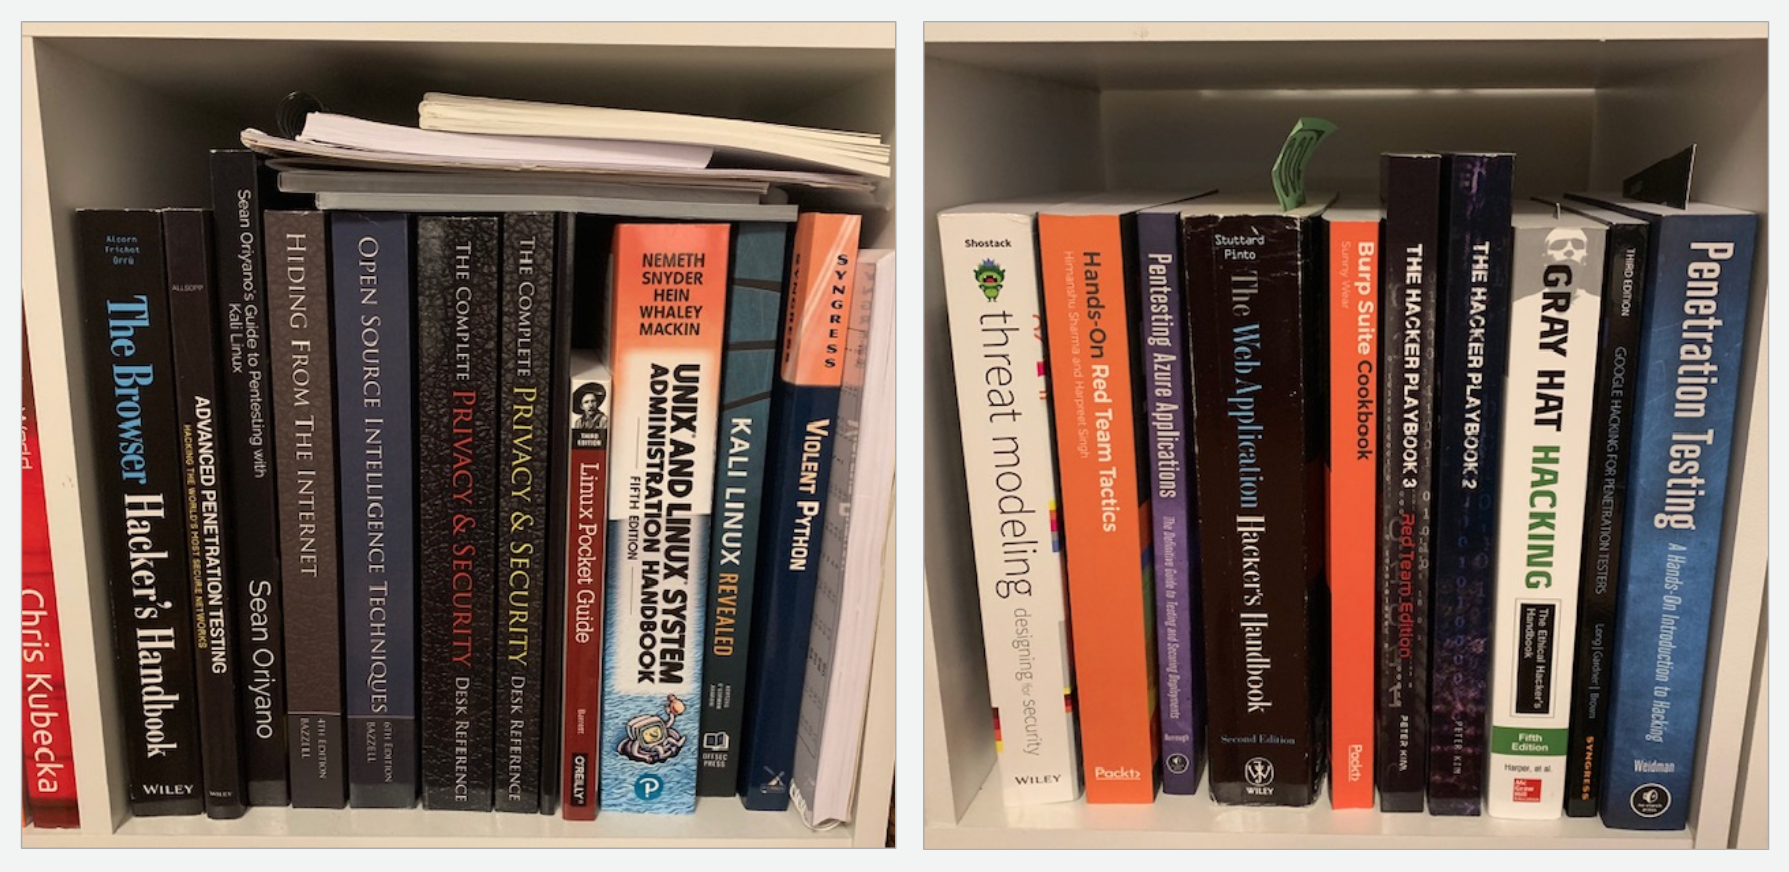 World
Chris Kubecka
Alcorn
Frichot
Orrù
The Browser Hacker's Handbook
WILEY
ALLSOPP
ADVANCED PENETRATION TESTING
HACKING THE WORLD'S MOST SECURE NETWORKS
WILEY
Sean Oriyano's Guide to Pentesting with
Kali Linux
Sean Oriyano
HIDING FROM THE INTERNET
4TH EDITION
BAZZELL
OPEN SOURCE INTELLIGENCE TECHNIQUES
6TH EDITION
BAZZELL
THE COMPLETE PRIVACY & SECURITY DESK REFERENCE
THE COMPLETE PRIVACY & SECURITY DESK REFERENCE
THIRD
EDITION
Linux Pocket Guide
Barrett
O'REILLY®
NEMETH
SNYDER
HEIN
WHALEY
MACKIN
UNIX® AND LINUX® SYSTEM
ADMINISTRATION HANDBOOK
FIFTH EDITION
P
KALI LINUX REVEALED
OFFSEC
PRESS
SYNGRESS
SYNGRESS
VIOLENT PYTHON
Shostack
threat modeling designing for security
WILEY
Hands-On Red Team Tactics
Himanshu Sharma and Harpreet Singh
Packt>
Pentesting Azure Applications The Definitive Guide to Testing and Securing Deployments
Burrough
Stuttard
Pinto
The Web Application Hacker's Handbook
Second Edition
WILEY
Burp Suite Cookbook
Sunny Wear
Packt>
THE HACKER PLAYBOOK 3 Red Team Edition
PETER KIM
THE HACKER PLAYBOOK 2
PETER KIM
GRAY HAT HACKING
The Ethical Hacker's
Handbook
Fifth
Edition
Harper, et al.
Mc
Graw
Hill
Education
THIRD EDITION
GOOGLE HACKING FOR PENETRATION TESTERS
Long | Gardner | Brown
SYNGRESS
Penetration Testing A Hands-On Introduction to Hacking
Weidman